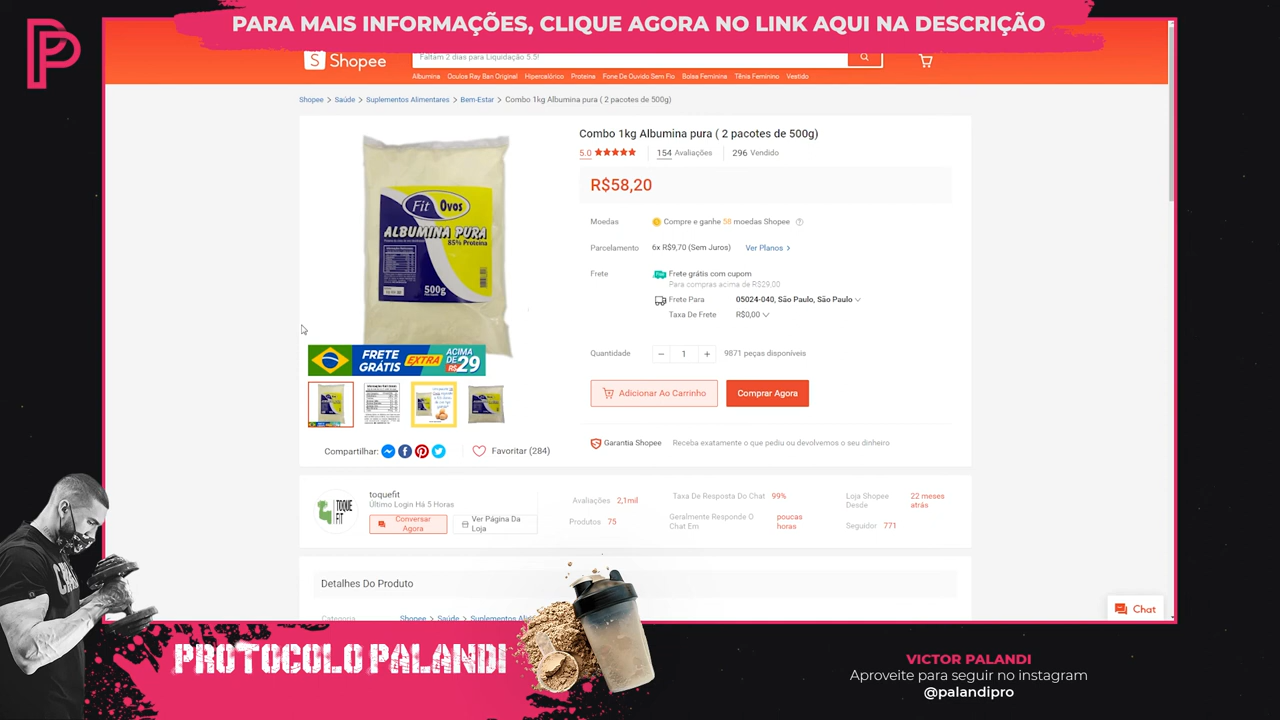 PARA MAIS INFORMAÇÕES, CLIQUE AGORA NO LINK AQUI NA DESCRIÇÃO
Shopee
Faltam 2 dias para Liquidação 5.5!
Albumina Oculos Ray Ban Original Hipercalórico Proteina Fone De Ouvido Sem Fio Bolsa Feminina Tênis Feminino Vestido
Shopee > Saúde > Suplementos Alimentares > Bem-Estar > Combo 1kg Albumina pura ( 2 pacotes de 500g)
Combo 1kg Albumina pura ( 2 pacotes de 500g)
5.0 154 Avaliações 296 Vendido
R$58,20
Moedas Compre e ganhe 58 moedas Shopee
Parcelamento 6x R$9,70 (Sem Juros) Ver Planos >
Frete Frete grátis com cupom
Para compras acima de R$29,00
Frete Para 05024-040, São Paulo, São Paulo
Taxa De Frete R$0,00
Quantidade 1 9871 peças disponíveis
Adicionar Ao Carrinho Comprar Agora
Garantia Shopee Receba exatamente o que pediu ou devolvemos o seu dinheiro
Fit Ovos
ALBUMINA PURA
85% Proteína
500g
FRETE GRÁTIS EXTRA ACIMA DE R$29
Compartilhar: Favoritar (284)
TOQUE FIT
toquefit
Último Login Há 5 Horas
Conversar Agora
Ver Página Da Loja
Avaliações 2,1mil
Produtos 75
Taxa De Resposta Do Chat 99%
Geralmente Responde O Chat Em poucas horas
Loja Shopee Desde 22 meses atrás
Seguidor 771
Detalhes Do Produto
Categoria Shopee > Saúde > Suplementos
Chat
PROTOCOLO PALANDI
VICTOR PALANDI
Aproveite para seguir no instagram
@palandipro